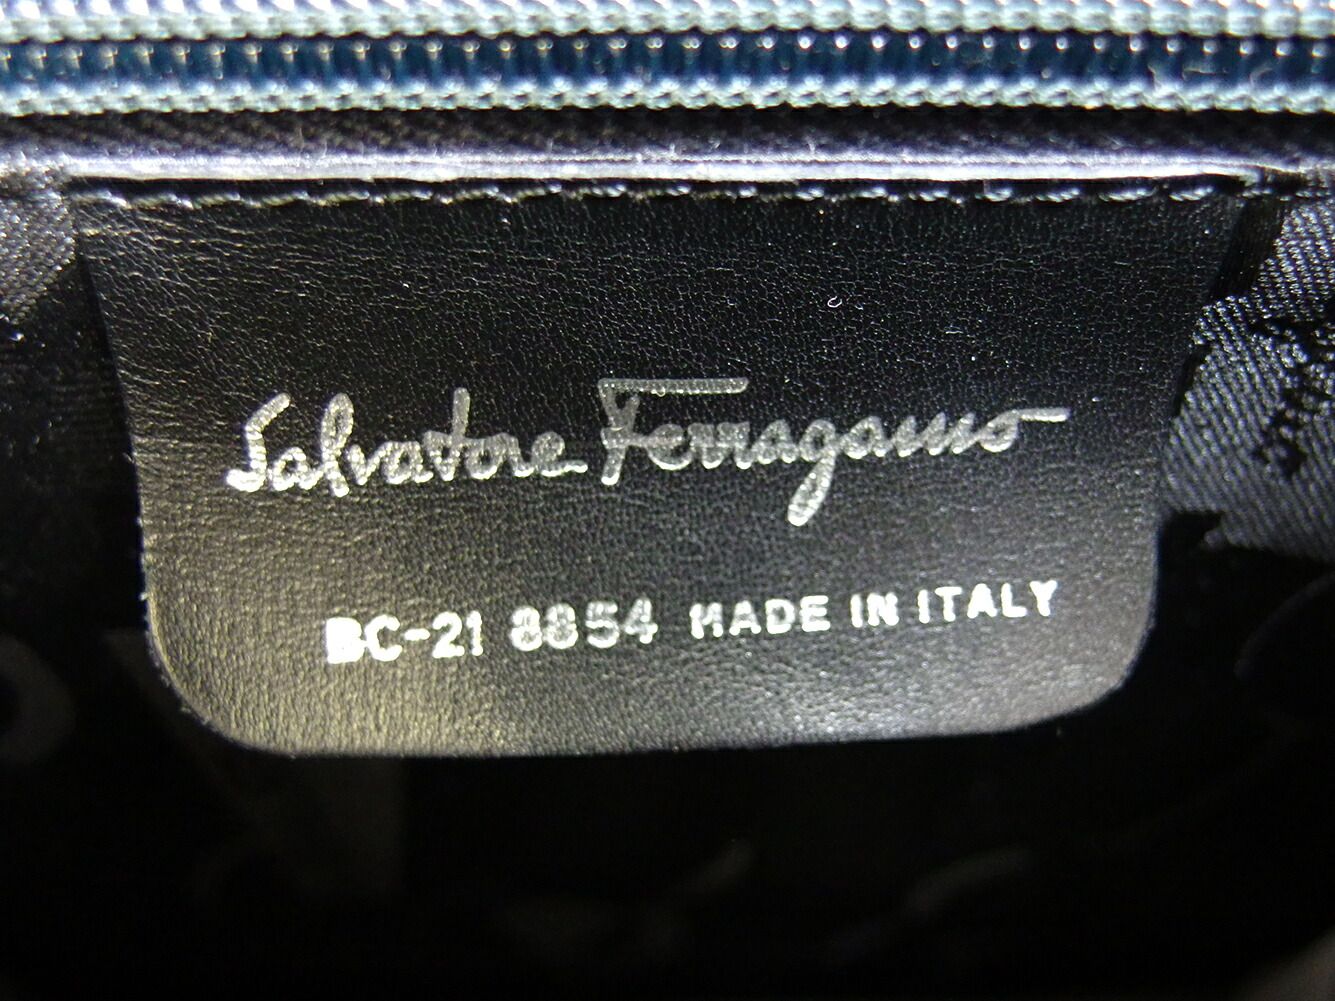 Salvatore Ferragamo
BC-21 8854 MADE IN ITALY